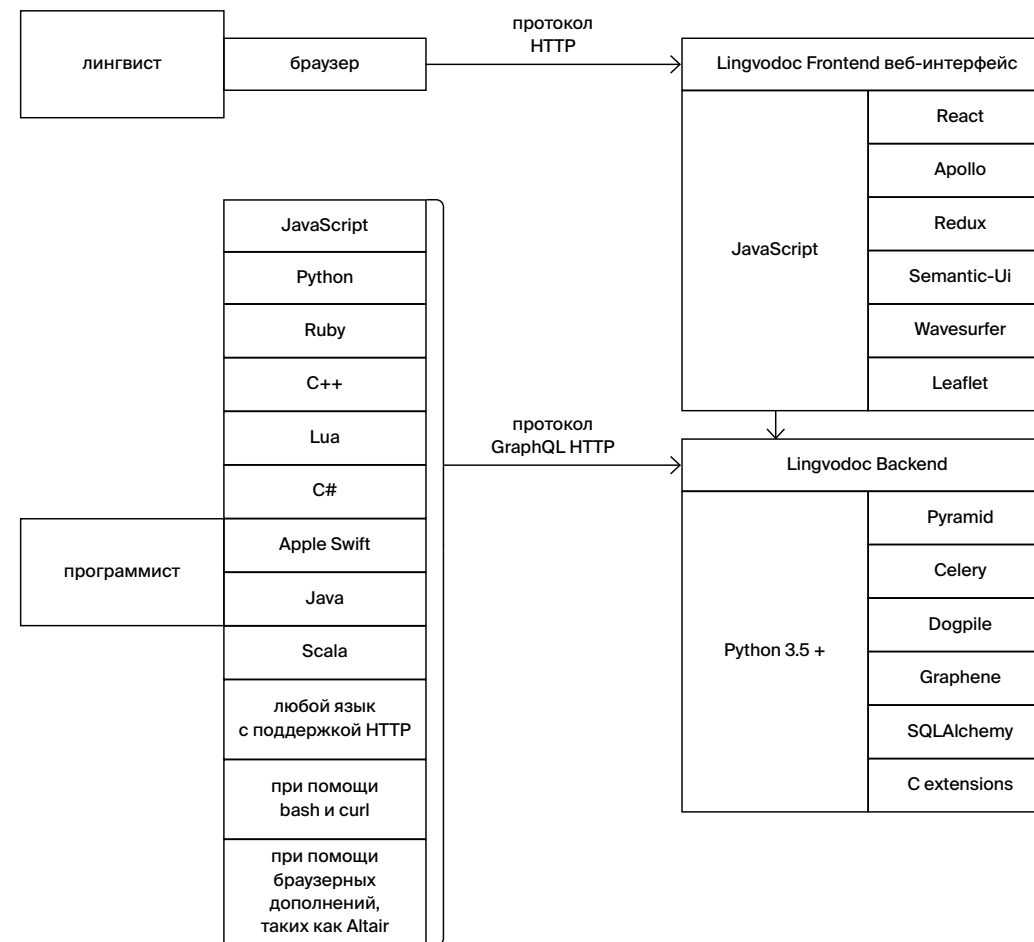 лингвист
браузер
протокол
HTTP
Lingvodoc Frontend веб-интерфейс
JavaScript
React
Apollo
Redux
Semantic-Ui
Wavesurfer
Leaflet
программист
JavaScript
Python
Ruby
C++
Lua
C#
Apple Swift
Java
Scala
любой язык
с поддержкой HTTP
при помощи
bash и curl
при помощи
браузерных
дополнений,
таких как Altair
протокол
GraphQL HTTP
Lingvodoc Backend
Python 3.5 +
Pyramid
Celery
Dogpile
Graphene
SQLAlchemy
C extensions